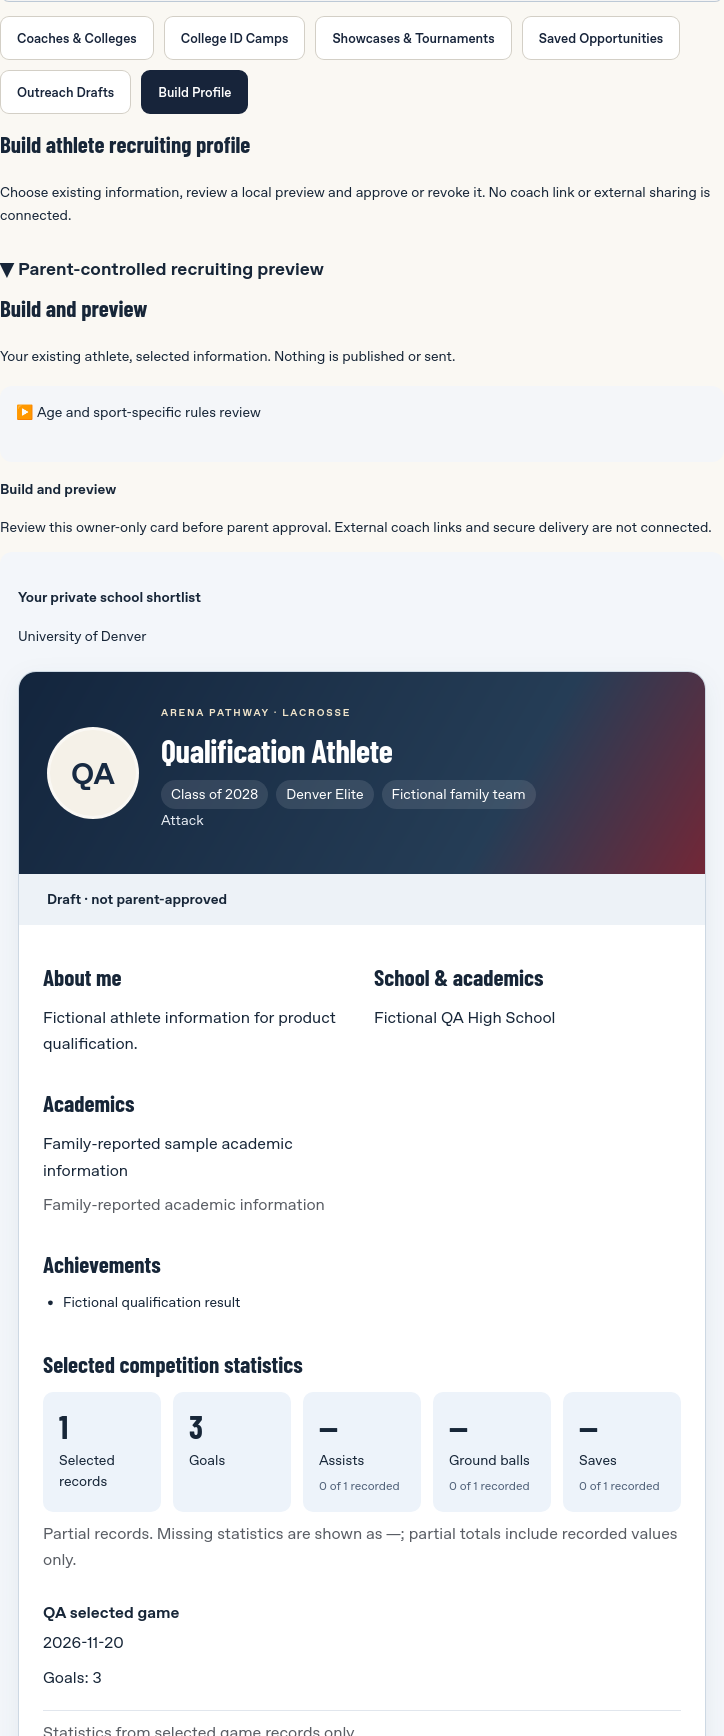 Coaches & Colleges
College ID Camps
Showcases & Tournaments
Saved Opportunities
Outreach Drafts
Build Profile
Build athlete recruiting profile
Choose existing information, review a local preview and approve or revoke it. No coach link or external sharing is
connected.
▼ Parent-controlled recruiting preview
Build and preview
Your existing athlete, selected information. Nothing is published or sent.
▶ Age and sport-specific rules review
Build and preview
Review this owner-only card before parent approval. External coach links and secure delivery are not connected.
Your private school shortlist
University of Denver
ARENA PATHWAY · LACROSSE
QA
Qualification Athlete
Class of 2028
Denver Elite
Fictional family team
Attack
Draft · not parent-approved
About me
Fictional athlete information for product
qualification.
School & academics
Fictional QA High School
Academics
Family-reported sample academic
information
Family-reported academic information
Achievements
• Fictional qualification result
Selected competition statistics
1
Selected
records
3
Goals
—
Assists
0 of 1 recorded
—
Ground balls
0 of 1 recorded
—
Saves
0 of 1 recorded
Partial records. Missing statistics are shown as —; partial totals include recorded values
only.
QA selected game
2026-11-20
Goals: 3
Statistics from selected game records only